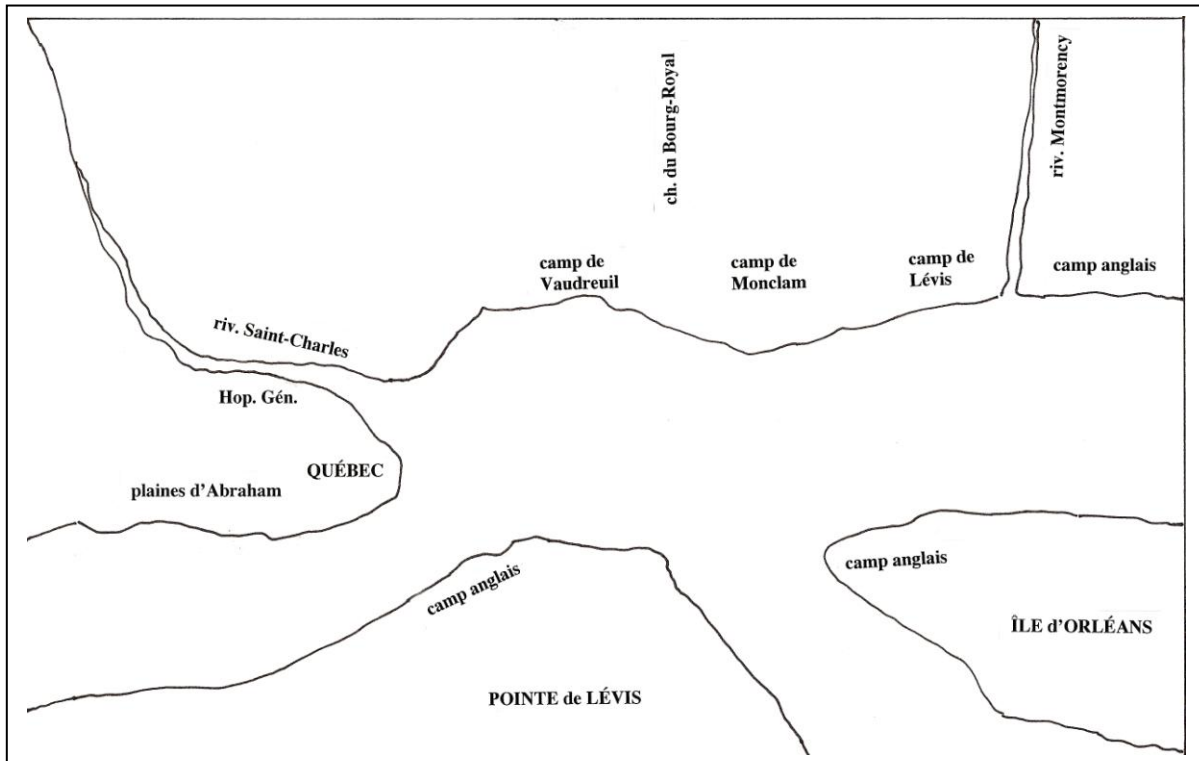 ch. du Bourg-Royal
riv. Montmorency
camp de
Vaudreuil
camp de
Monclam
camp de
Lévis
camp anglais
riv. Saint-Charles
Hop. Gén.
QUÉBEC
plaines d'Abraham
camp anglais
camp anglais
ÎLE d'ORLÉANS
POINTE de LÉVIS